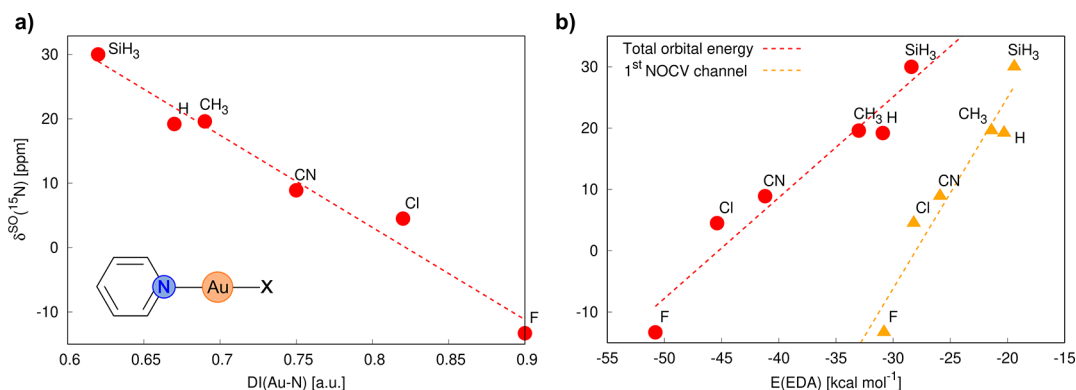 a)
δ^SO(^15N) [ppm]
30
20
10
0
-10
SiH3
H
CH3
CN
Cl
F
N
Au
X
0.6
0.65
0.7
0.75
0.8
0.85
0.9
DI(Au-N) [a.u.]
b)
Total orbital energy
1^st NOCV channel
30
20
10
0
-10
SiH3
SiH3
CH3 H
CH3
H
CN
CN
Cl
Cl
F
F
-55
-50
-45
-40
-35
-30
-25
-20
-15
E(EDA) [kcal mol^-1]